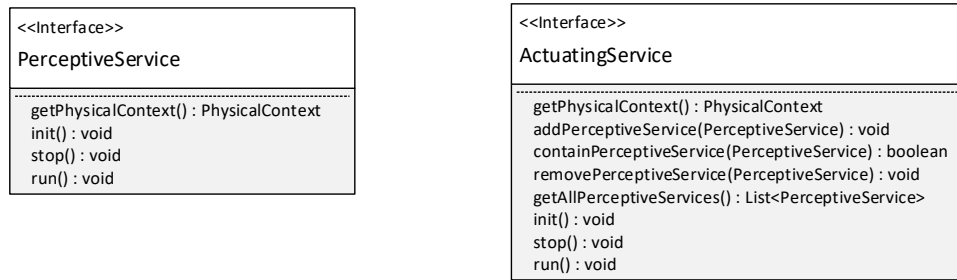 <<Interface>>
PerceptiveService
getPhysicalContext() : PhysicalContext
init() : void
stop() : void
run() : void
<<Interface>>
ActuatingService
getPhysicalContext() : PhysicalContext
addPerceptiveService(PerceptiveService) : void
containPerceptiveService(PerceptiveService) : boolean
removePerceptiveService(PerceptiveService) : void
getAllPerceptiveServices() : List<PerceptiveService>
init() : void
stop() : void
run() : void